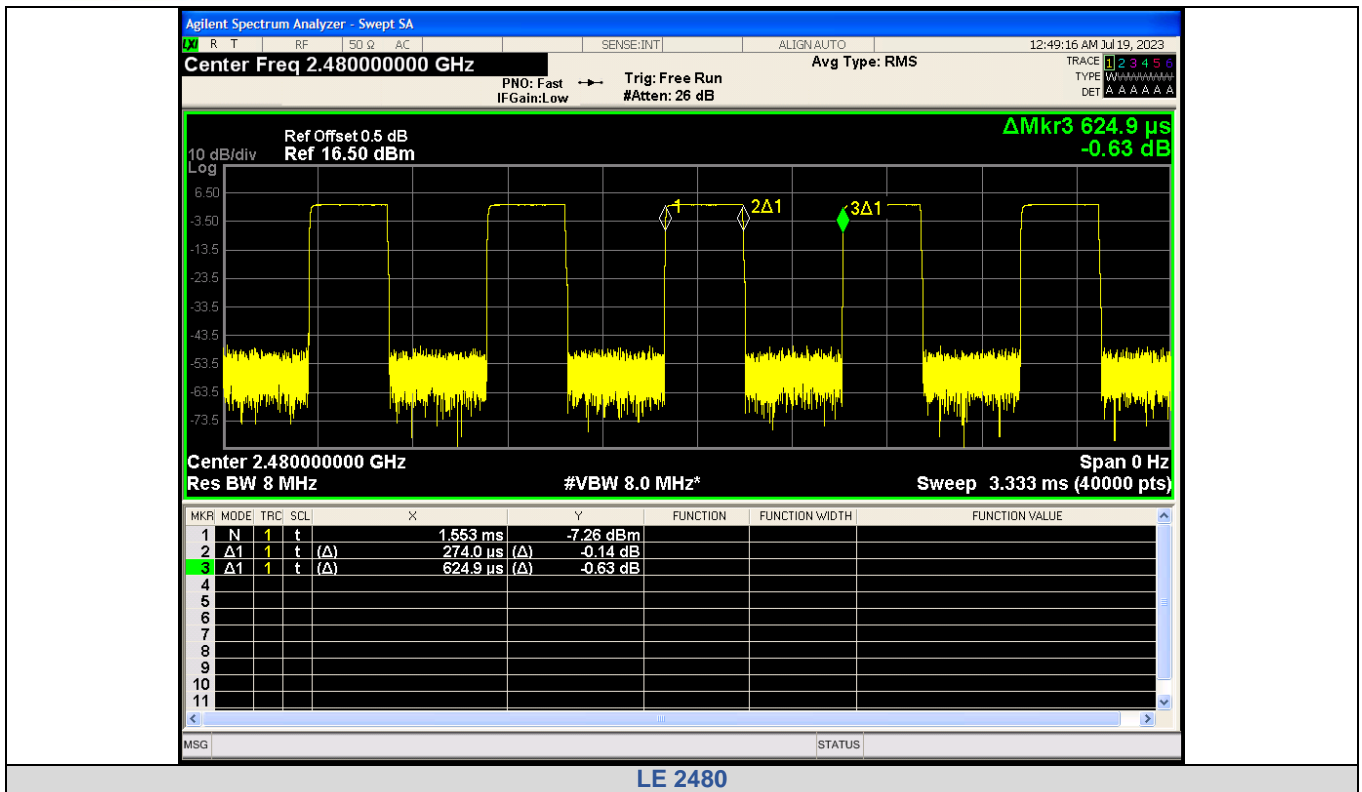 Agilent Spectrum Analyzer - Swept SA
LXI R T RF 50 Ω AC SENSE:INT ALIGN AUTO 12:49:16 AM Jul 19, 2023
Center Freq 2.480000000 GHz Avg Type: RMS TRACE 1 2 3 4 5 6
PNO: Fast Trig: Free Run TYPE WWWWWW
IFGain:Low #Atten: 26 dB DET A A A A A A
ΔMkr3 624.9 µs
Ref Offset 0.5 dB
10 dB/div Ref 16.50 dBm -0.63 dB
Log
6.50
1 2Δ1 3Δ1
-3.50
-13.5
-23.5
-33.5
-43.5
-53.5
-63.5
-73.5
Center 2.480000000 GHz Span 0 Hz
Res BW 8 MHz #VBW 8.0 MHz* Sweep 3.333 ms (40000 pts)
MKR MODE TRC SCL X Y FUNCTION FUNCTION WIDTH FUNCTION VALUE
1 N 1 t 1.553 ms -7.26 dBm
2 Δ1 1 t (Δ) 274.0 µs (Δ) -0.14 dB
3 Δ1 1 t (Δ) 624.9 µs (Δ) -0.63 dB
4
5
6
7
8
9
10
11
MSG STATUS
LE 2480